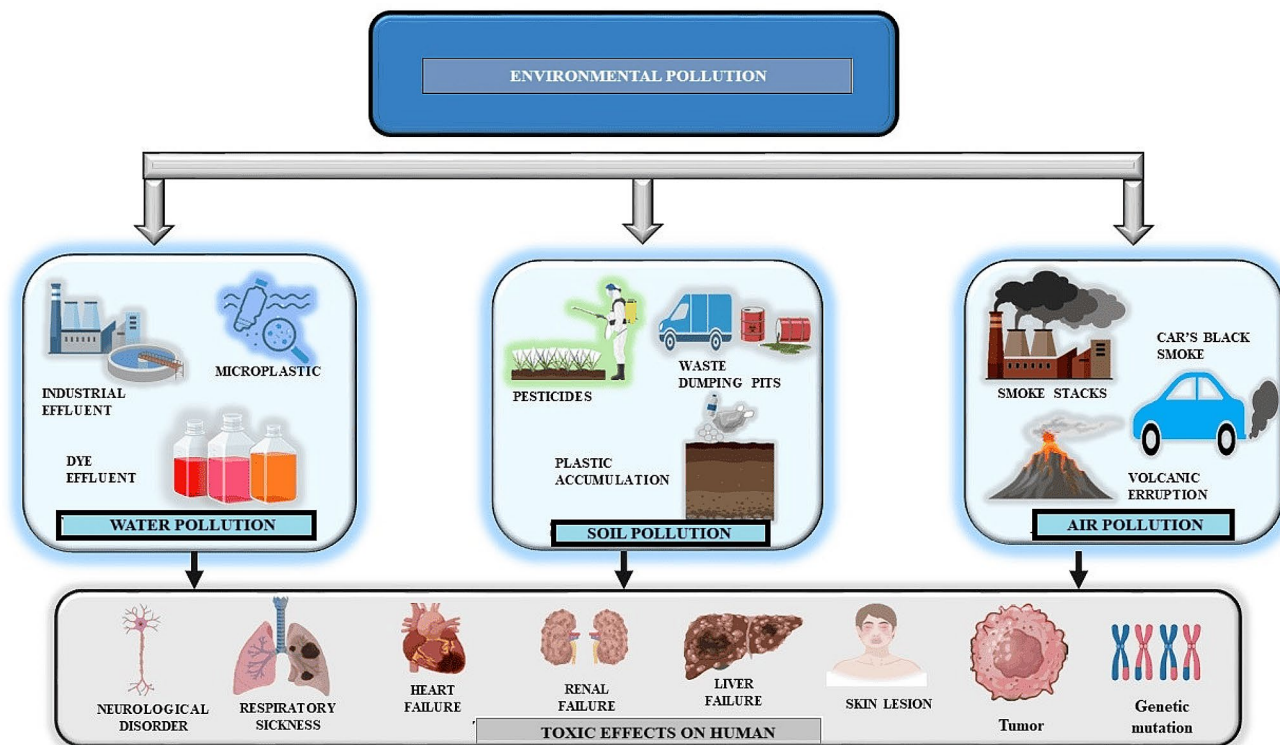 ENVIRONMENTAL POLLUTION
INDUSTRIAL
EFFLUENT
MICROPLASTIC
DYE
EFFLUENT
WATER POLLUTION
PESTICIDES
WASTE
DUMPING PITS
PLASTIC
ACCUMULATION
SOIL POLLUTION
SMOKE STACKS
CAR'S BLACK
SMOKE
VOLCANIC
ERRUPTION
AIR POLLUTION
NEUROLOGICAL
DISORDER
RESPIRATORY
SICKNESS
HEART
FAILURE
RENAL
FAILURE
LIVER
FAILURE
SKIN LESION
Tumor
Genetic
mutation
TOXIC EFFECTS ON HUMAN